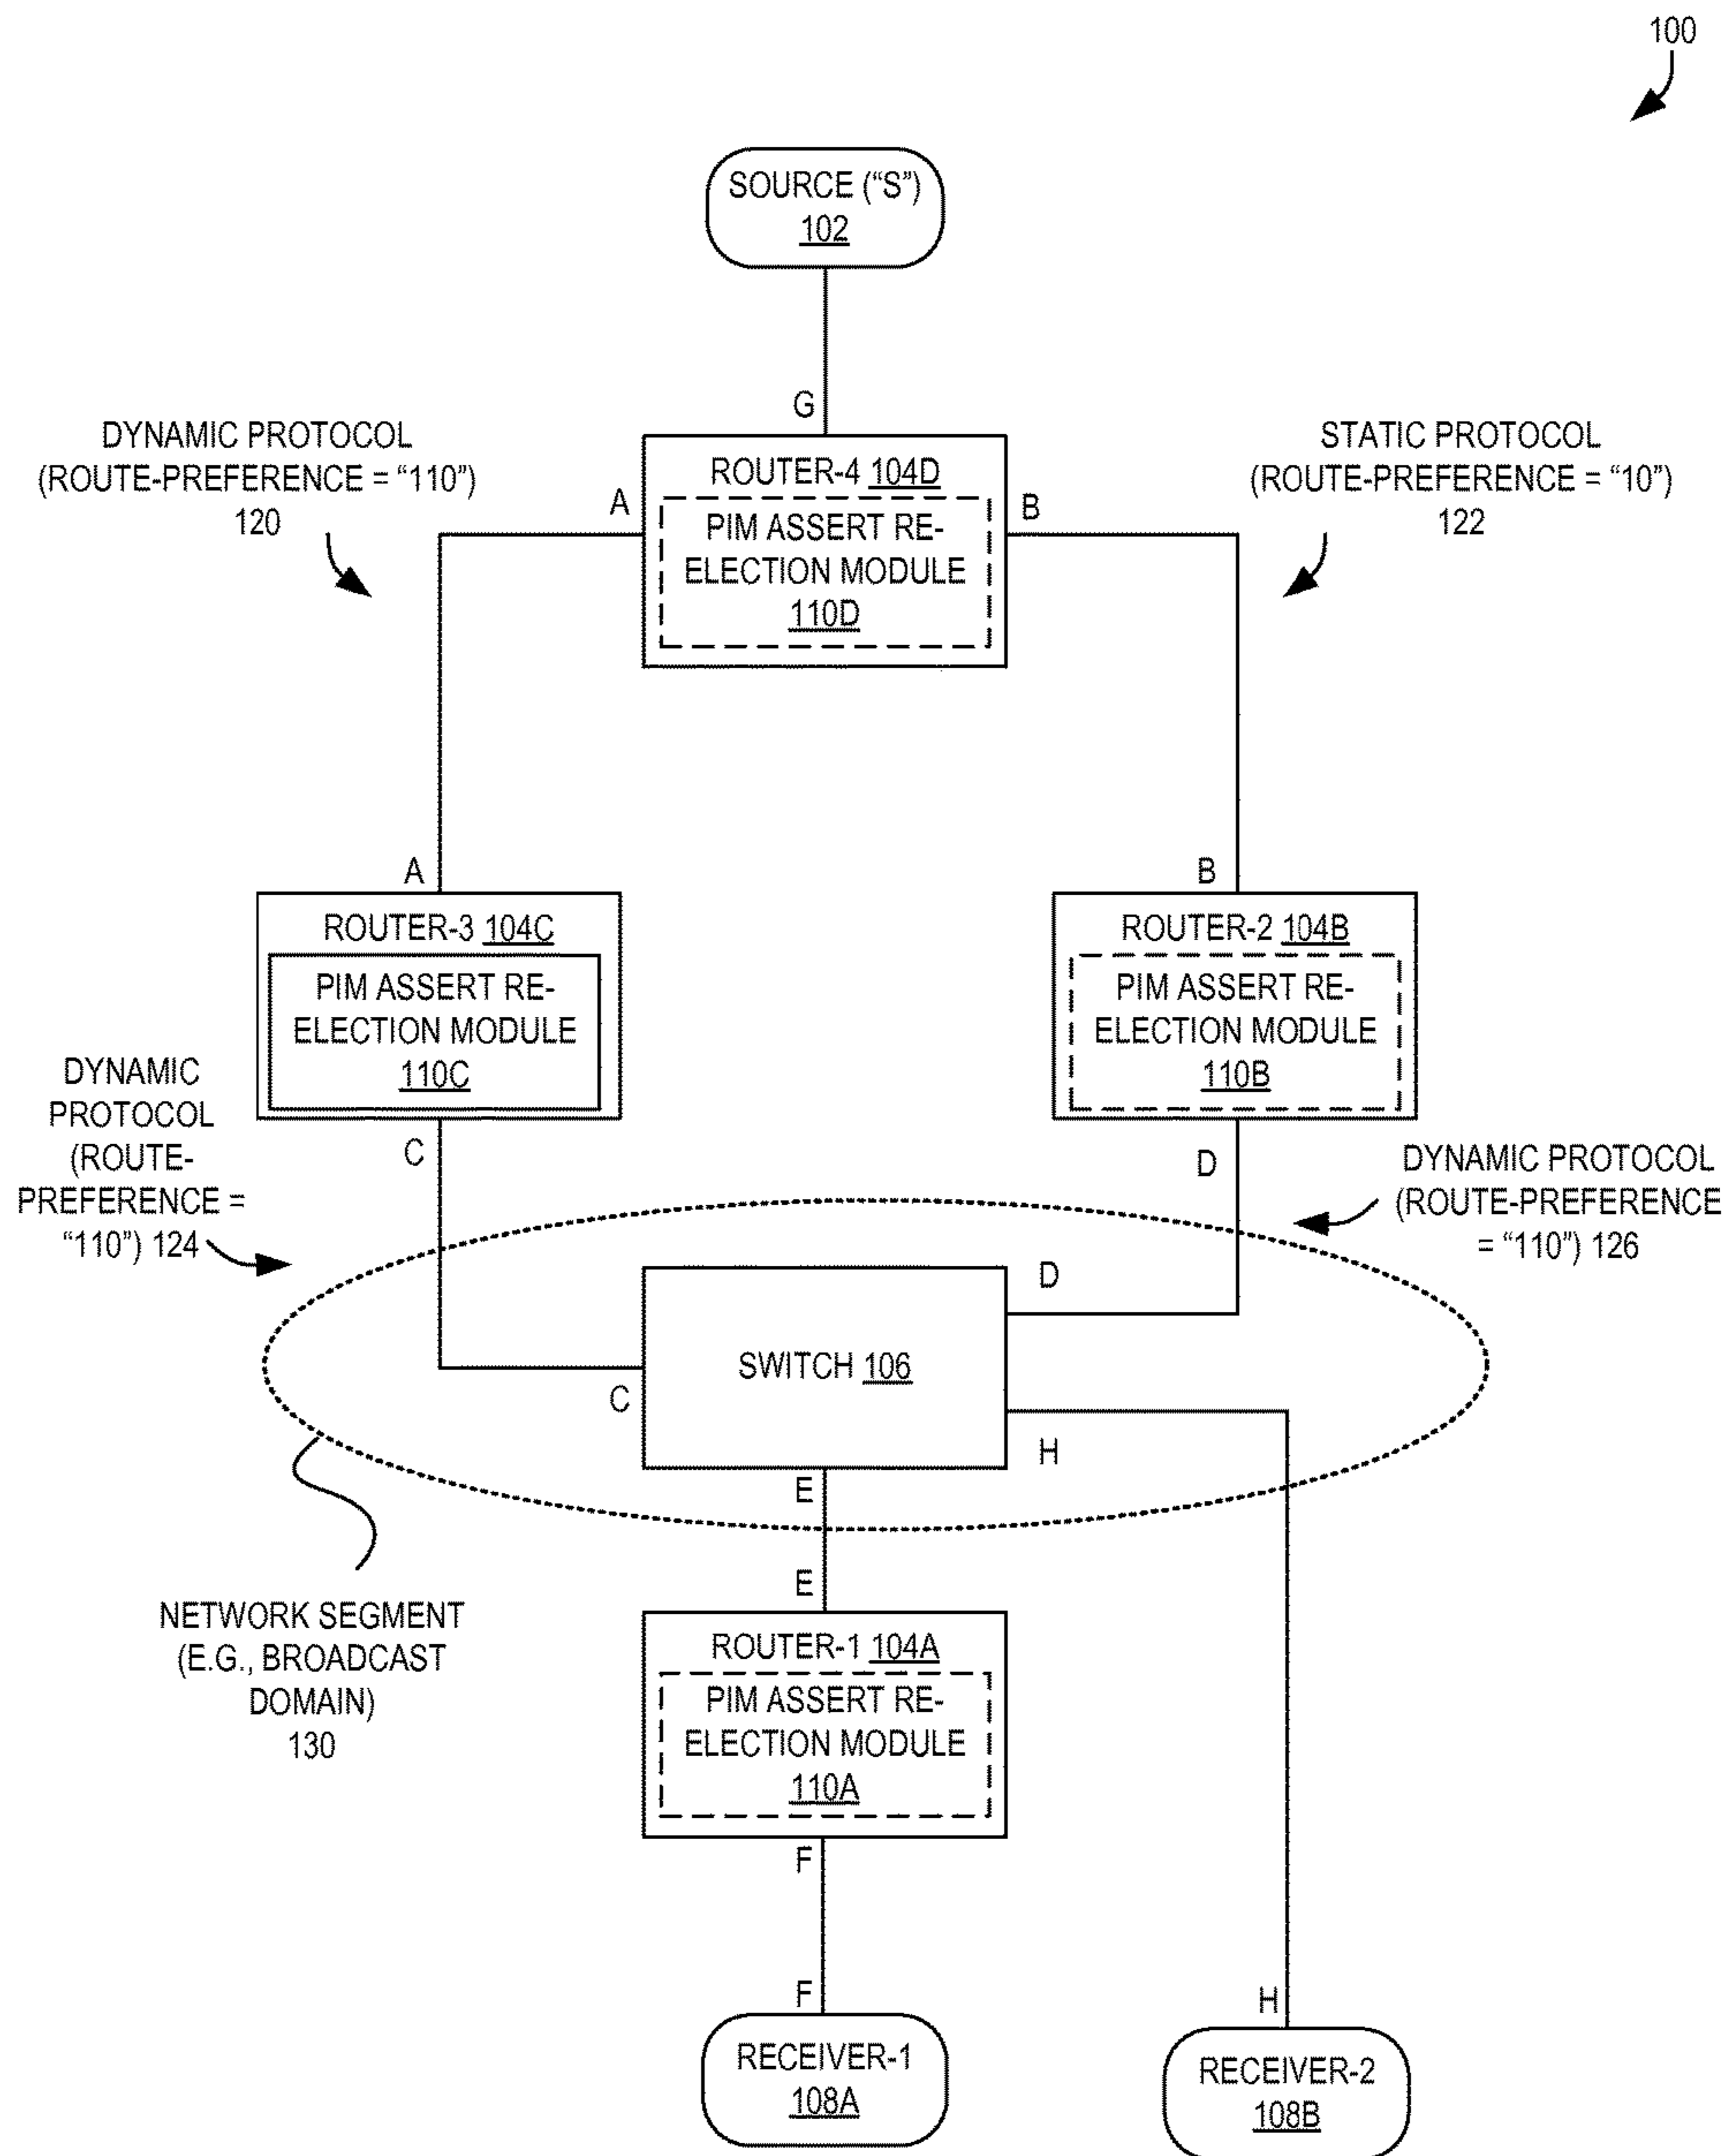 100
SOURCE (“S”)
102
G
DYNAMIC PROTOCOL
(ROUTE-PREFERENCE = “110”)
120
STATIC PROTOCOL
(ROUTE-PREFERENCE = “10”)
122
A
ROUTER-4 104D
PIM ASSERT RE-
ELECTION MODULE
110D
B
A
ROUTER-3 104C
PIM ASSERT RE-
ELECTION MODULE
110C
C
B
ROUTER-2 104B
PIM ASSERT RE-
ELECTION MODULE
110B
D
DYNAMIC
PROTOCOL
(ROUTE-
PREFERENCE =
“110”) 124
DYNAMIC PROTOCOL
(ROUTE-PREFERENCE
= “110”) 126
D
SWITCH 106
C
H
E
E
NETWORK SEGMENT
(E.G., BROADCAST
DOMAIN)
130
ROUTER-1 104A
PIM ASSERT RE-
ELECTION MODULE
110A
F
F
RECEIVER-1
108A
H
RECEIVER-2
108B